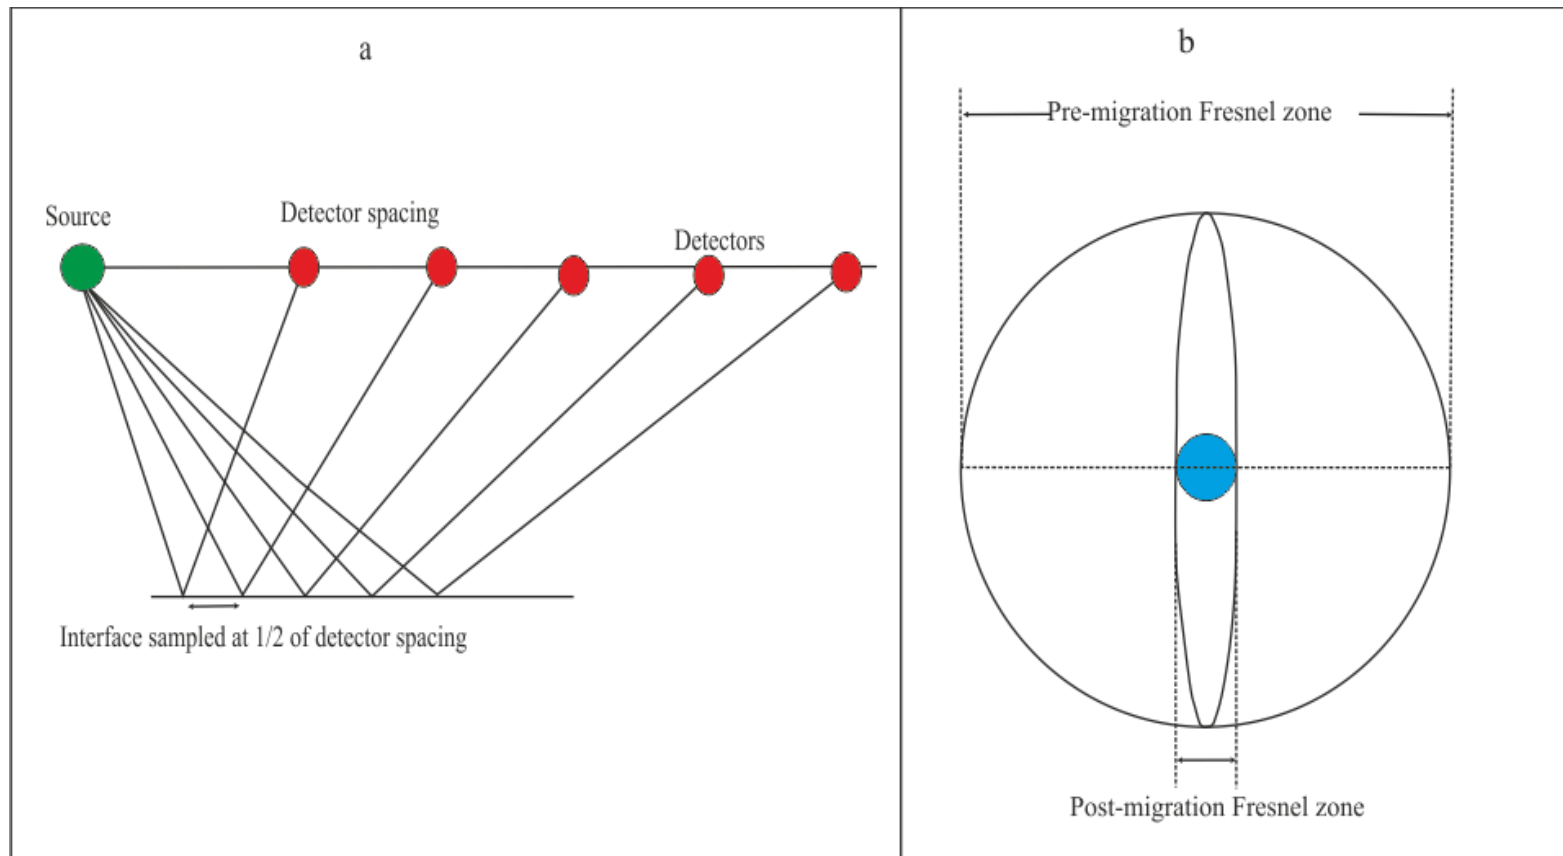 a
Source
Detector spacing
Detectors
Interface sampled at 1/2 of detector spacing
b
Pre-migration Fresnel zone
Post-migration Fresnel zone